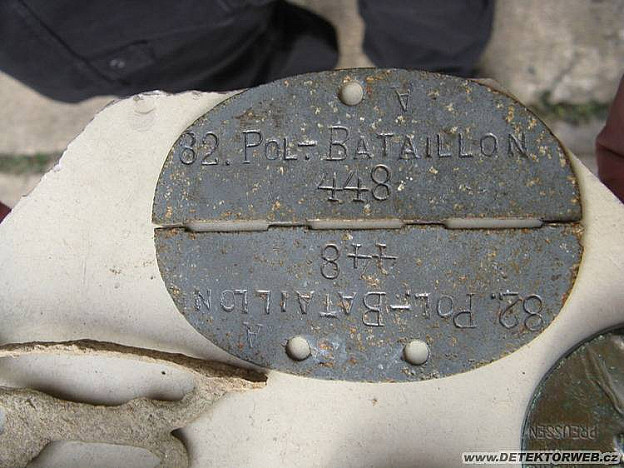 A
82. POL.-BATAILLON
448
448
82. POL.-BATAILLON
A
PREUSSEN
www.DETEKTORWEB.cz